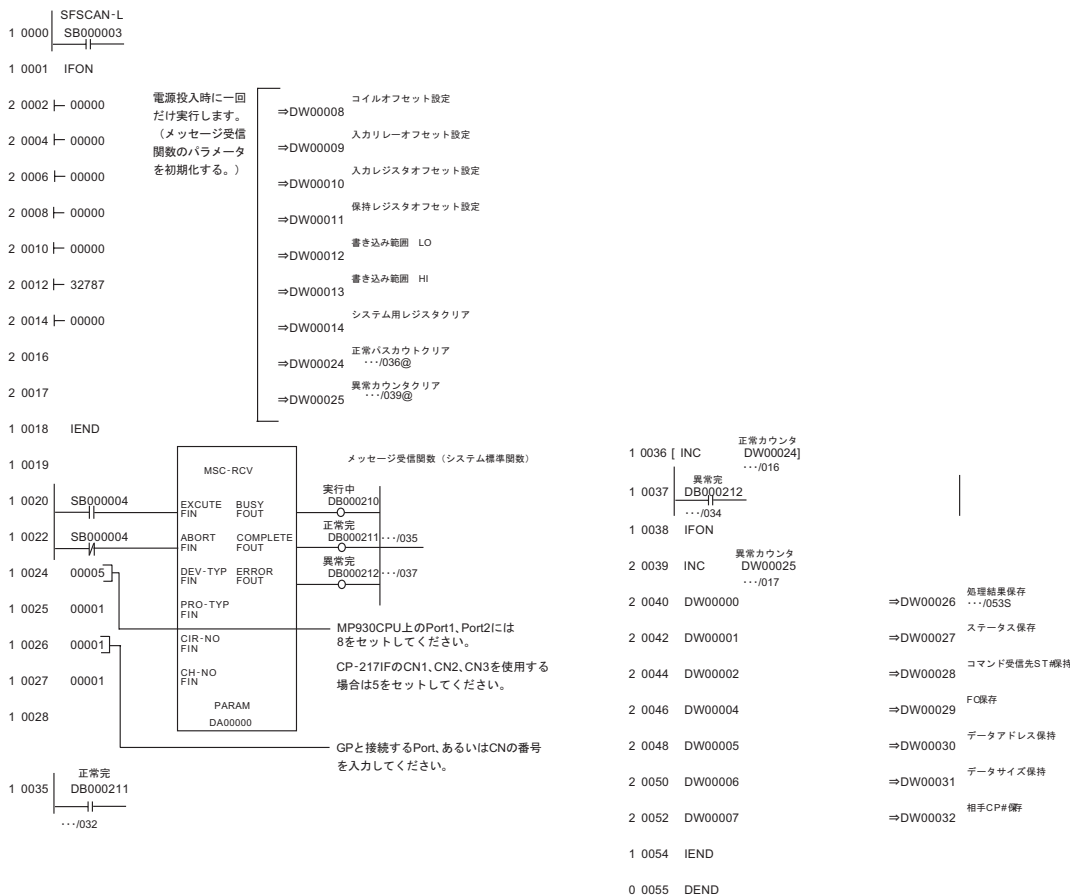 SFSCAN-L
1 0000 SB000003
1 0001 IFON
2 0002 00000 ⇒DW00008 コイルオフセット設定
2 0004 00000 ⇒DW00009 入力リレーオフセット設定
2 0006 00000 ⇒DW00010 入力レジスタオフセット設定
2 0008 00000 ⇒DW00011 保持レジスタオフセット設定
2 0010 00000 ⇒DW00012 書き込み範囲 LO
2 0012 32787 ⇒DW00013 書き込み範囲 HI
2 0014 00000 ⇒DW00014 システム用レジスタクリア
2 0016 ⇒DW00024 正常パスカウトクリア
･･･/036@
2 0017 ⇒DW00025 異常カウンタクリア
･･･/039@
電源投入時に一回
だけ実行します。
（メッセージ受信
関数のパラメータ
を初期化する。）
1 0018 IEND
1 0019 MSC-RCV メッセージ受信関数（システム標準関数）
実行中
1 0020 SB000004 EXCUTE BUSY DB000210
FIN FOUT
正常完
1 0022 SB000004 ABORT COMPLETE DB000211 ･･･/035
FIN FOUT
異常完
1 0024 00005 DEV-TYP ERROR DB000212 ･･･/037
FIN FOUT
1 0025 00001 PRO-TYP
FIN
1 0026 00001 CIR-NO
FIN
1 0027 00001 CH-NO
FIN
1 0028 PARAM
DA00000
MP930CPU上のPort1、Port2には
8をセットしてください。
CP-217IFのCN1、CN2、CN3を使用する
場合は5をセットしてください。
GPと接続するPort、あるいはCNの番号
を入力してください。
正常完
1 0035 DB000211
･･･/032
正常カウンタ
1 0036 [ INC DW00024]
･･･/016
異常完
1 0037 DB000212
･･･/034
1 0038 IFON
異常カウンタ
2 0039 INC DW00025
･･･/017
2 0040 DW00000 ⇒DW00026 処理結果保存
･･･/053S
2 0042 DW00001 ⇒DW00027 ステータス保存
2 0044 DW00002 ⇒DW00028 コマンド受信先ST#保持
2 0046 DW00004 ⇒DW00029 FC保存
2 0048 DW00005 ⇒DW00030 データアドレス保持
2 0050 DW00006 ⇒DW00031 データサイズ保持
2 0052 DW00007 ⇒DW00032 相手CP#保存
1 0054 IEND
0 0055 DEND